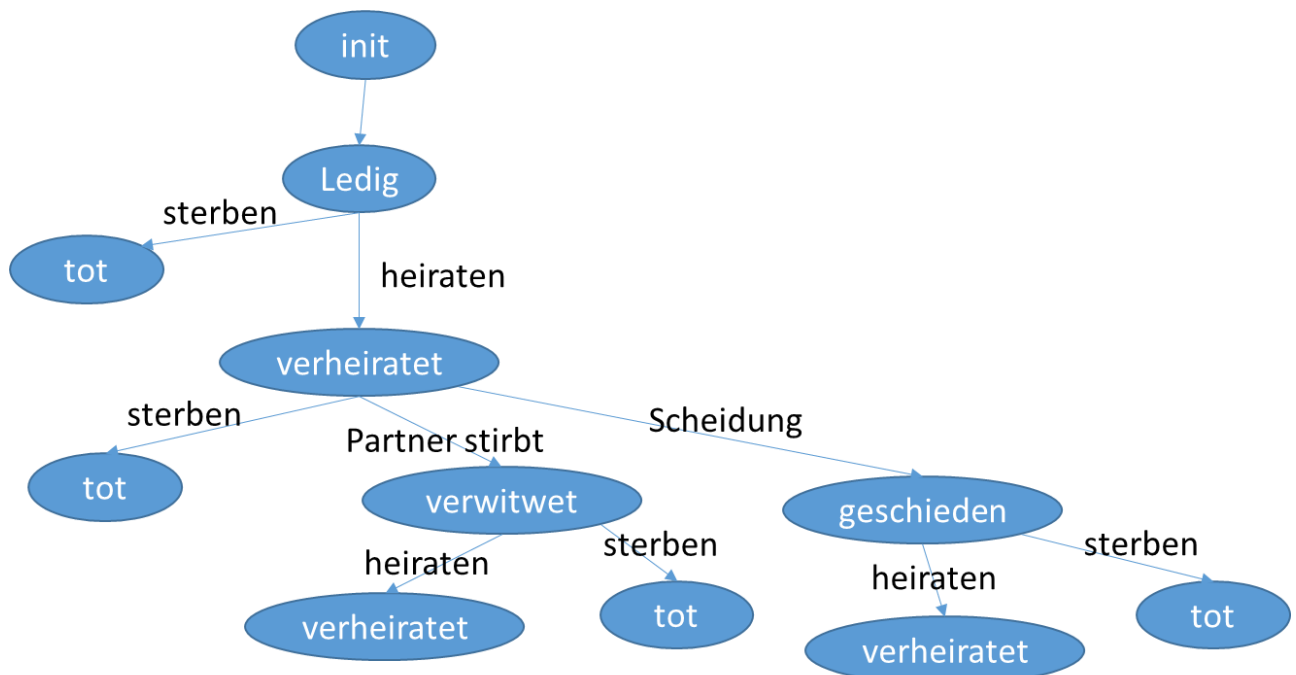 init
Ledig
sterben
tot
heiraten
verheiratet
sterben
Partner stirbt
Scheidung
tot
verwitwet
geschieden
heiraten
sterben
heiraten
sterben
verheiratet
tot
verheiratet
tot